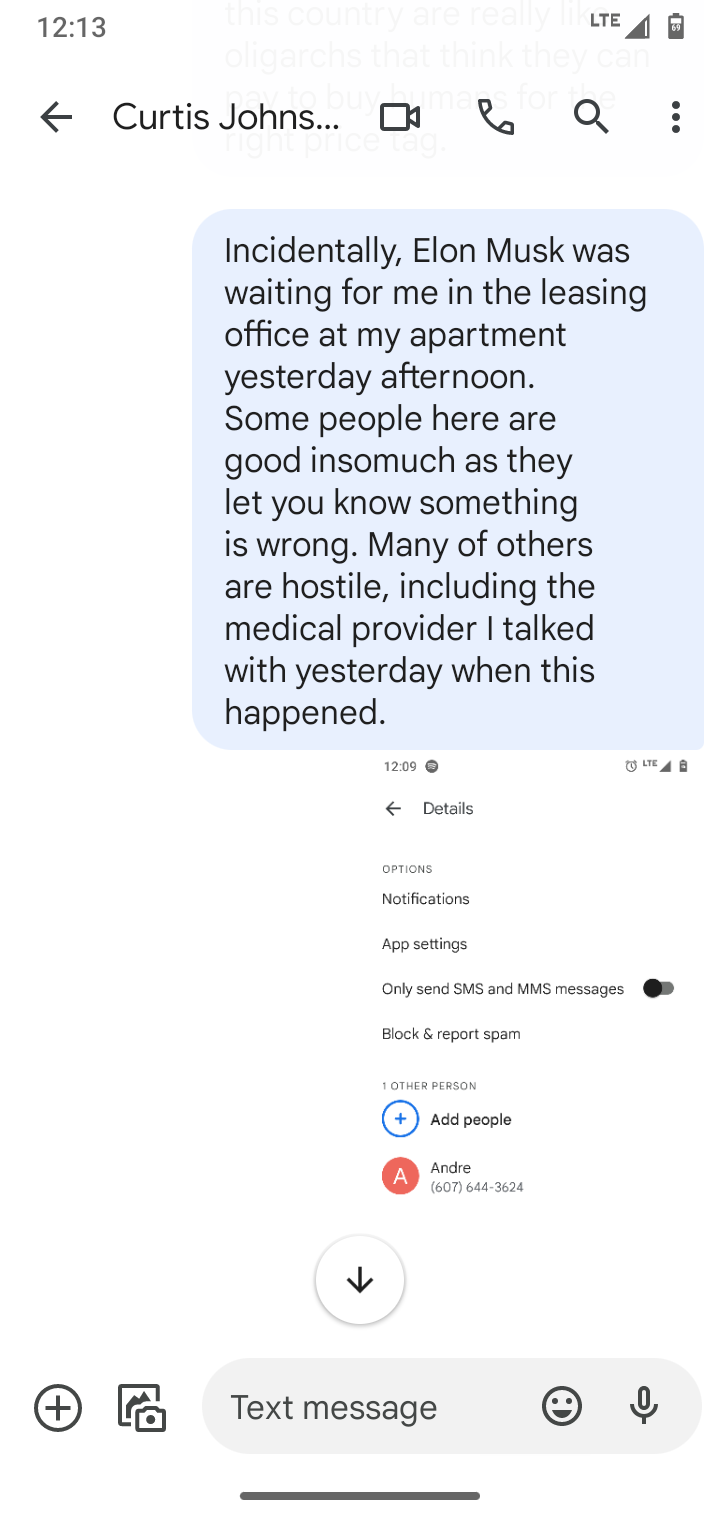 12:13
LTE
69
this country are really like
oligarchs that think they can
pay to buy humans for the
right price tag.
Curtis Johns...
Incidentally, Elon Musk was
waiting for me in the leasing
office at my apartment
yesterday afternoon.
Some people here are
good insomuch as they
let you know something
is wrong. Many of others
are hostile, including the
medical provider I talked
with yesterday when this
happened.
12:09
LTE
Details
OPTIONS
Notifications
App settings
Only send SMS and MMS messages
Block & report spam
1 OTHER PERSON
Add people
A
Andre
(607) 644-3624
Text message